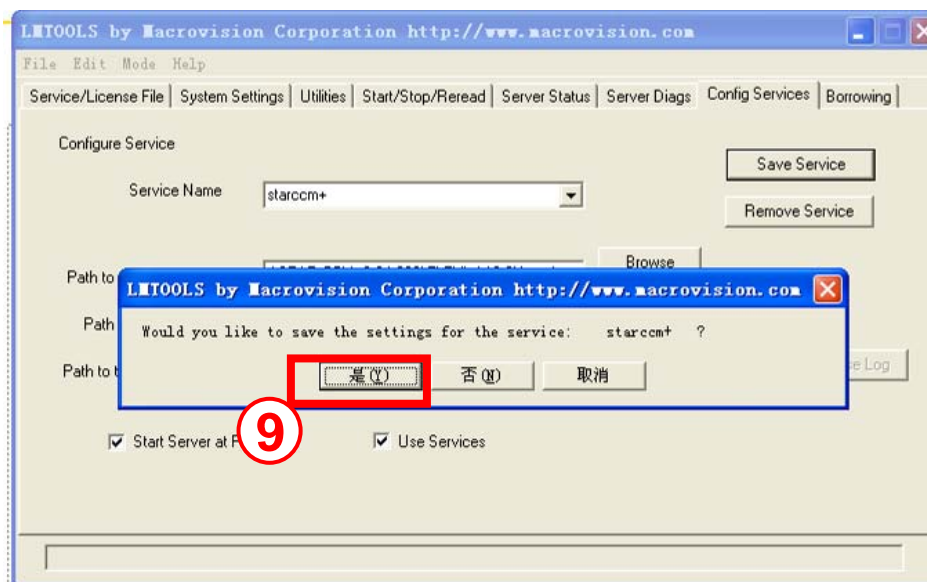 LMTOOLS by Macrovision Corporation http://www.macrovision.com
File Edit Mode Help
Service/License File System Settings Utilities Start/Stop/Reread Server Status Server Diags Config Services Borrowing
Configure Service
Save Service
Service Name starccm+
Remove Service
Browse
Path to
LMTOOLS by Macrovision Corporation http://www.macrovision.com
Path
Would you like to save the settings for the service: starccm+ ?
Path to t
是(Y) 否(N) 取消
se Log
9
Start Server at P
Use Services